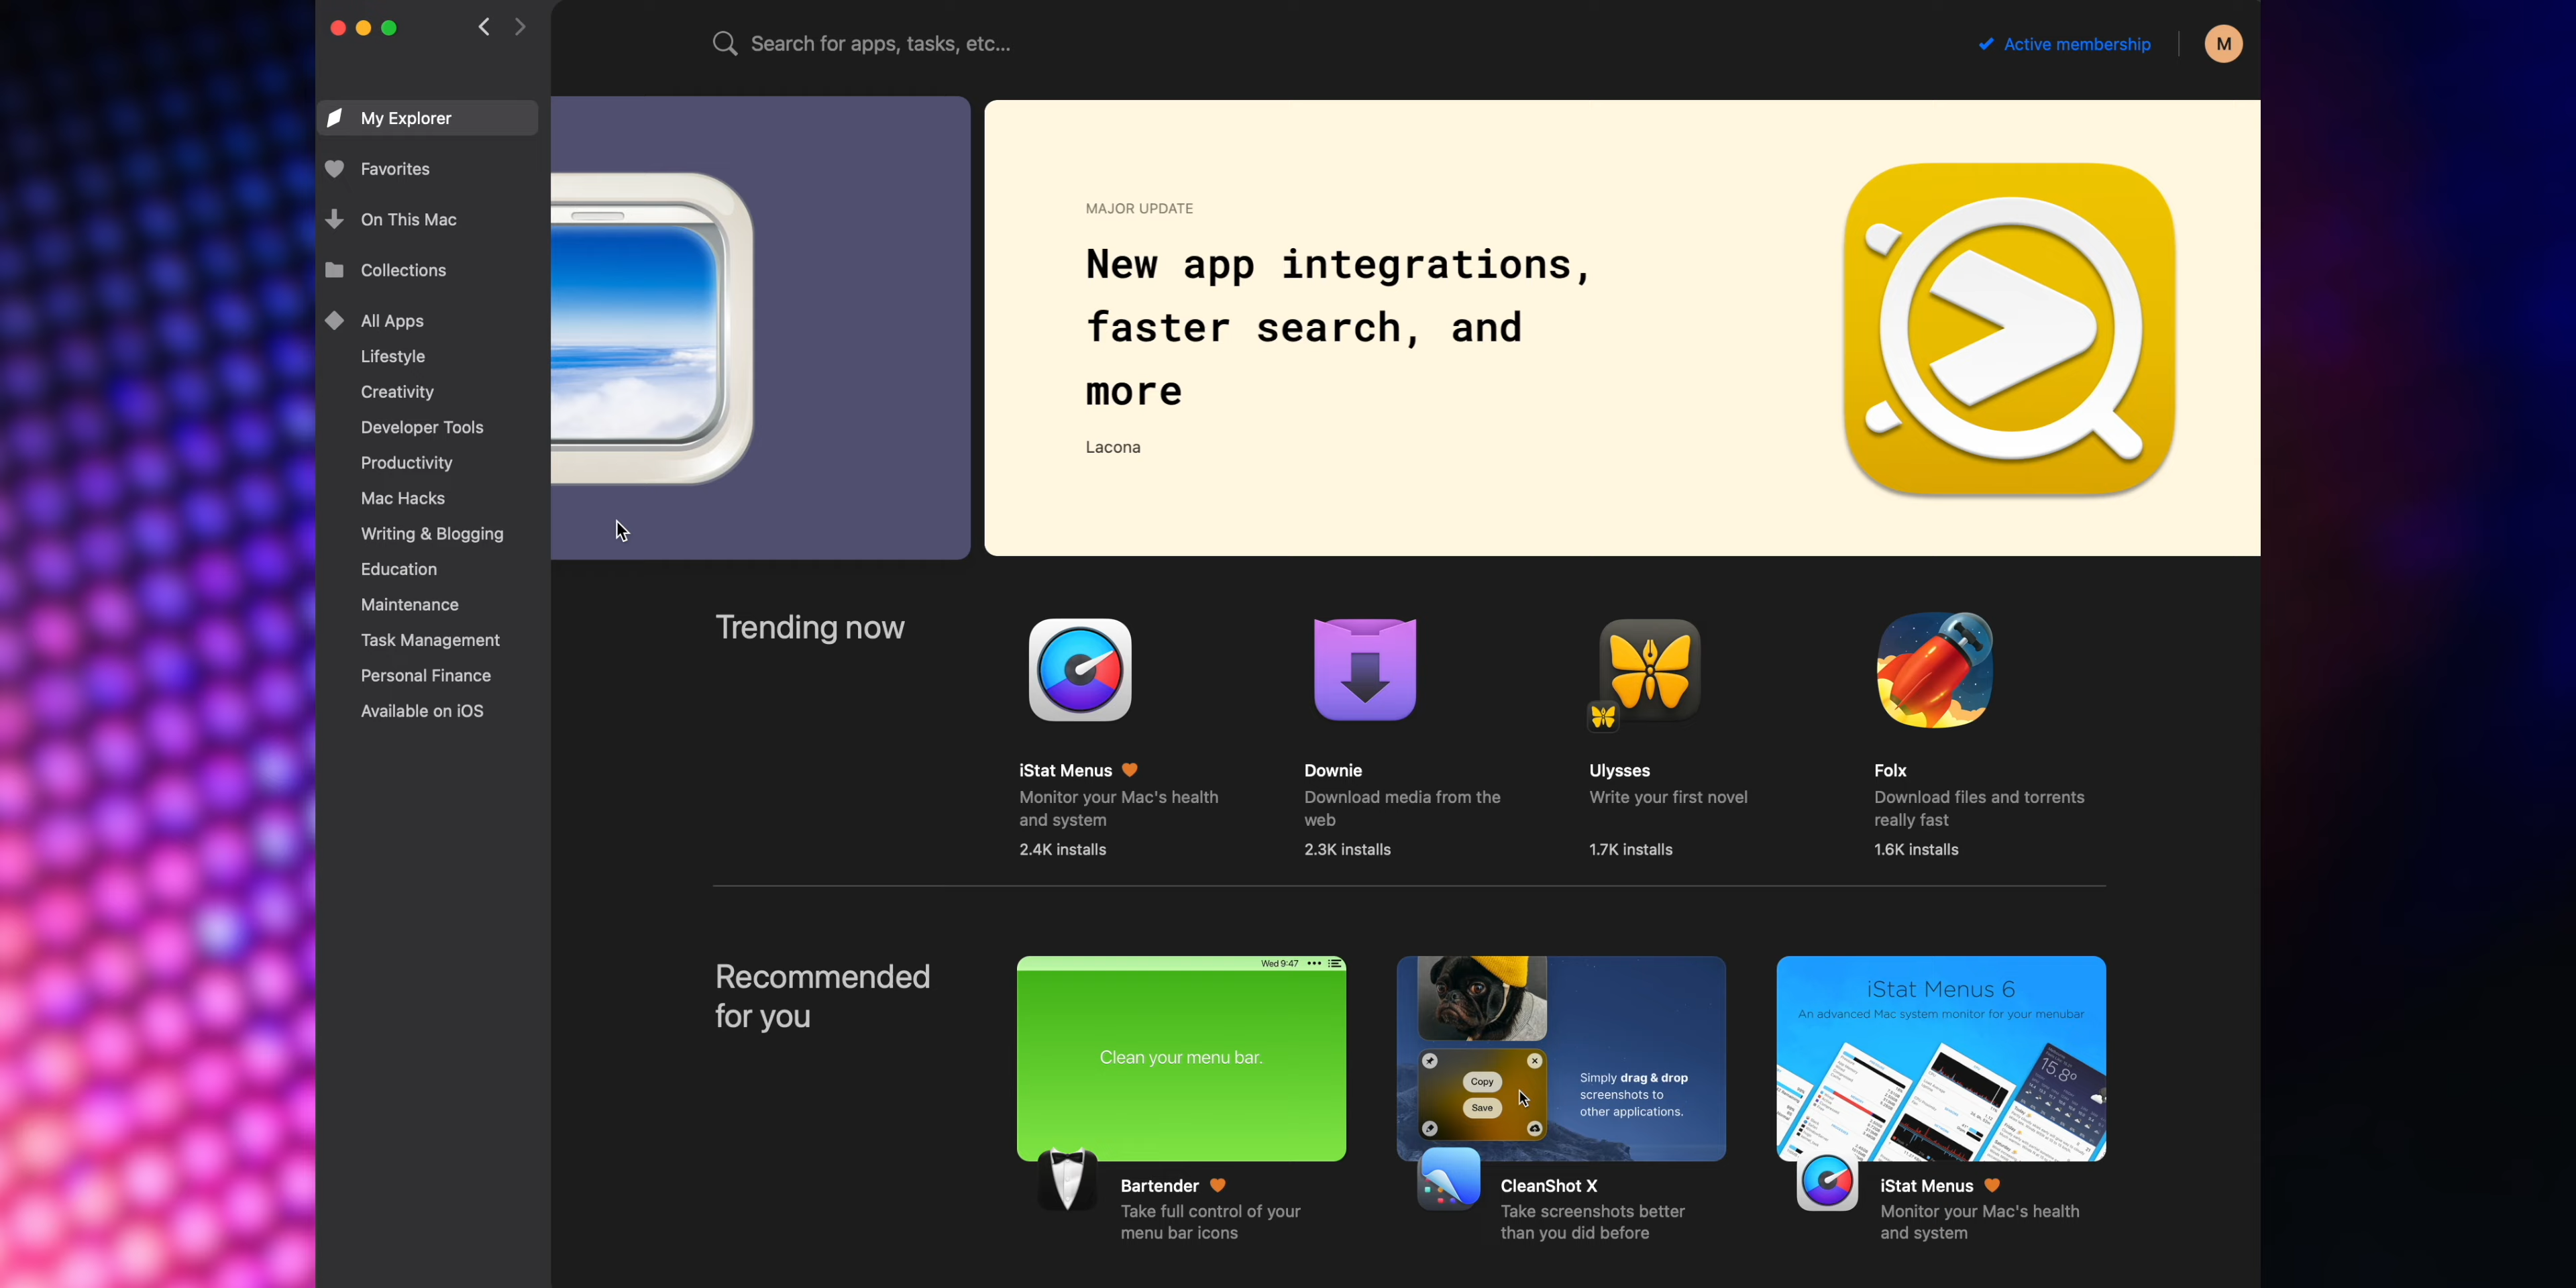 Search for apps, tasks, etc...
Active membership
M
My Explorer
Favorites
On This Mac
Collections
All Apps
Lifestyle
Creativity
Developer Tools
Productivity
Mac Hacks
Writing & Blogging
Education
Maintenance
Task Management
Personal Finance
Available on iOS
MAJOR UPDATE
New app integrations,
faster search, and
more
Lacona
Trending now
iStat Menus
Monitor your Mac's health
and system
2.4K installs
Downie
Download media from the
web
2.3K installs
Ulysses
Write your first novel
1.7K installs
Folx
Download files and torrents
really fast
1.6K installs
Recommended
for you
Wed 9:47
Clean your menu bar.
Bartender
Take full control of your
menu bar icons
Copy
Save
Simply drag & drop
screenshots to
other applications.
CleanShot X
Take screenshots better
than you did before
iStat Menus 6
An advanced Mac system monitor for your menubar
15.8°
iStat Menus
Monitor your Mac's health
and system